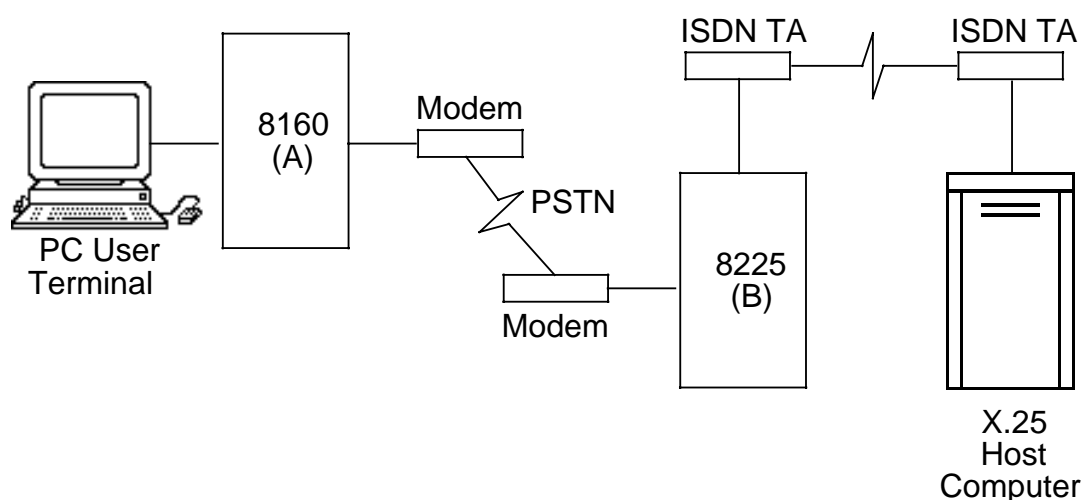 ISDN TA
ISDN TA
Modem
8160
(A)
PSTN
PC User
Terminal
8225
(B)
Modem
X.25
Host
Computer